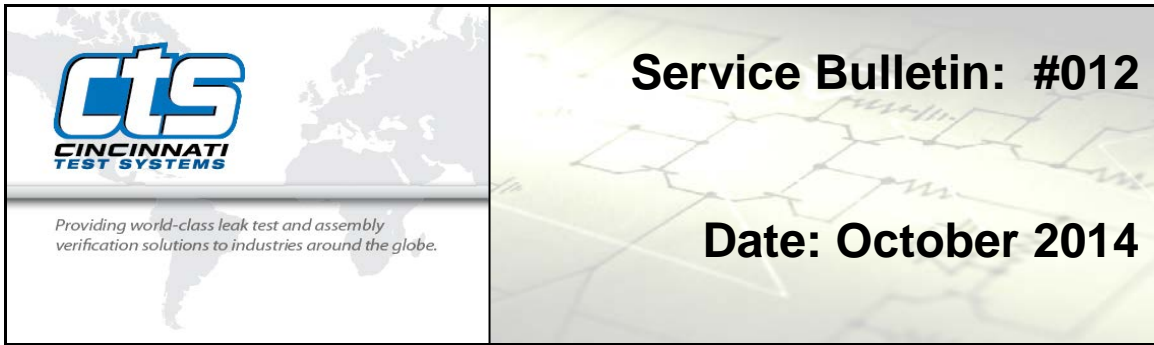 cts
CINCINNATI
TEST SYSTEMS
Providing world-class leak test and assembly
verification solutions to industries around the globe.
Service Bulletin: #012
Date: October 2014